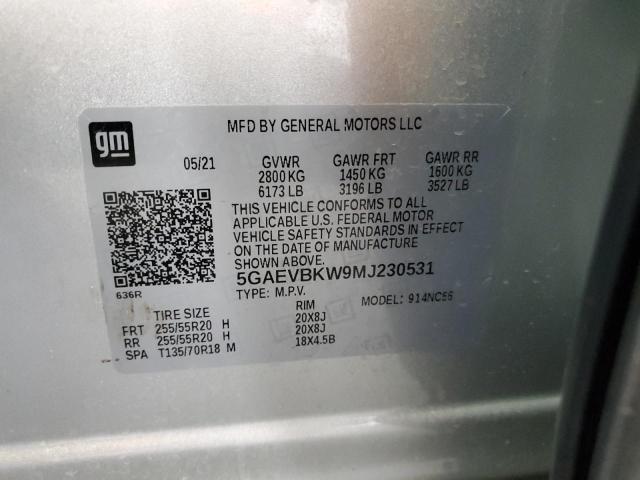 gm
MFD BY GENERAL MOTORS LLC
05/21 GVWR GAWR FRT GAWR RR
2800 KG 1450 KG 1600 KG
6173 LB 3196 LB 3527 LB
THIS VEHICLE CONFORMS TO ALL
APPLICABLE U.S. FEDERAL MOTOR
VEHICLE SAFETY STANDARDS IN EFFECT
ON THE DATE OF MANUFACTURE
SHOWN ABOVE.
5GAEVBKW9MJ230531
636R
TYPE: M.P.V. MODEL: 914NC56
TIRE SIZE RIM
FRT 255/55R20 H 20X8J
RR 255/55R20 H 20X8J
SPA T135/70R18 M 18X4.5B